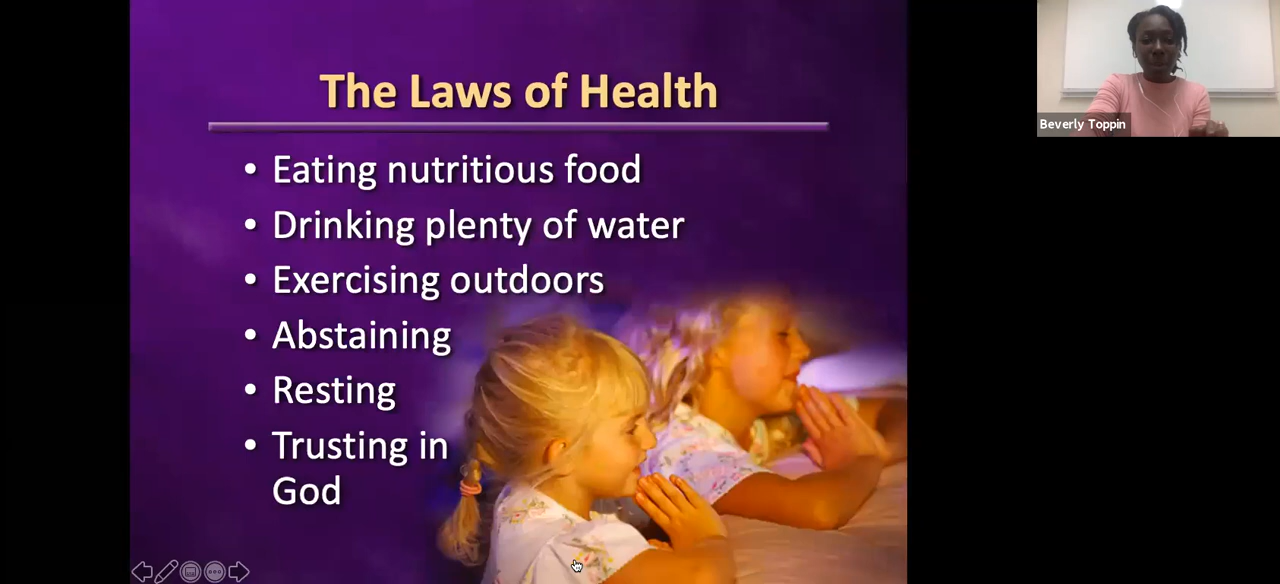 The Laws of Health
• Eating nutritious food
• Drinking plenty of water
• Exercising outdoors
• Abstaining
• Resting
• Trusting in
God
Beverly Toppin